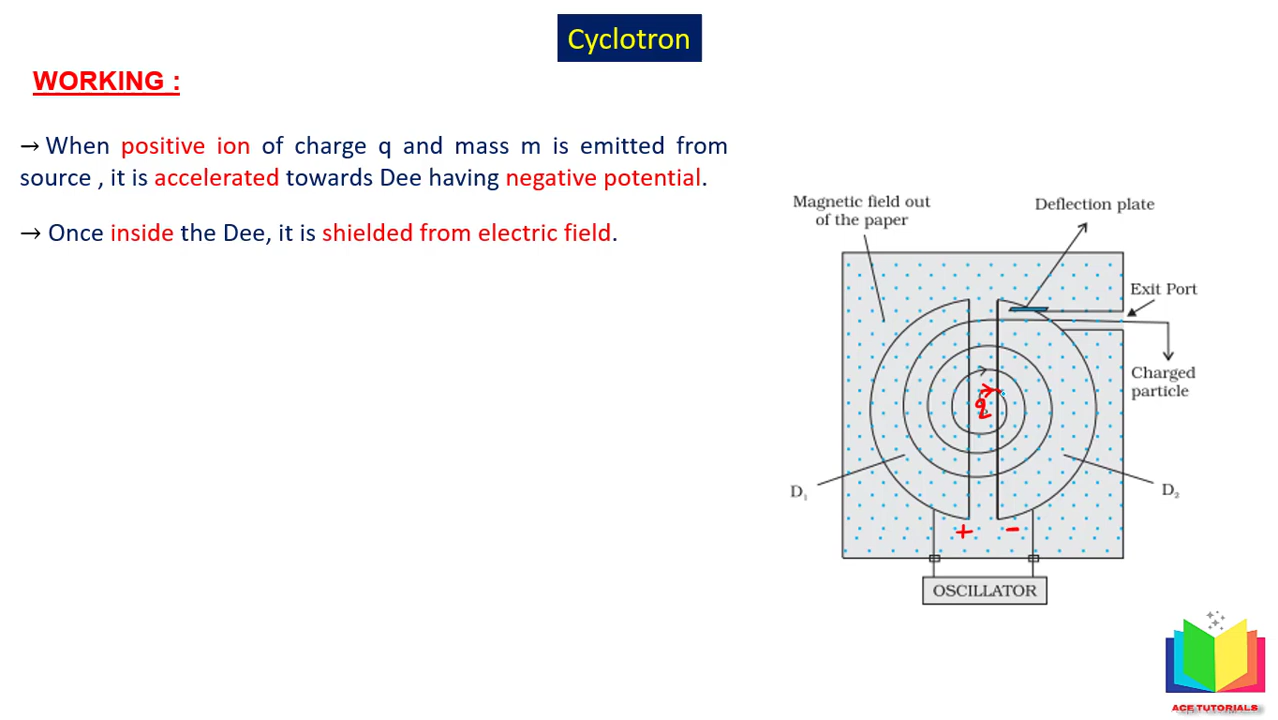 Cyclotron
WORKING :
→ When positive ion of charge q and mass m is emitted from
source , it is accelerated towards Dee having negative potential.
→ Once inside the Dee, it is shielded from electric field.
Magnetic field out
of the paper
Deflection plate
Exit Port
Charged
particle
q
D₁
D₂
+ -
OSCILLATOR
ACE TUTORIALS